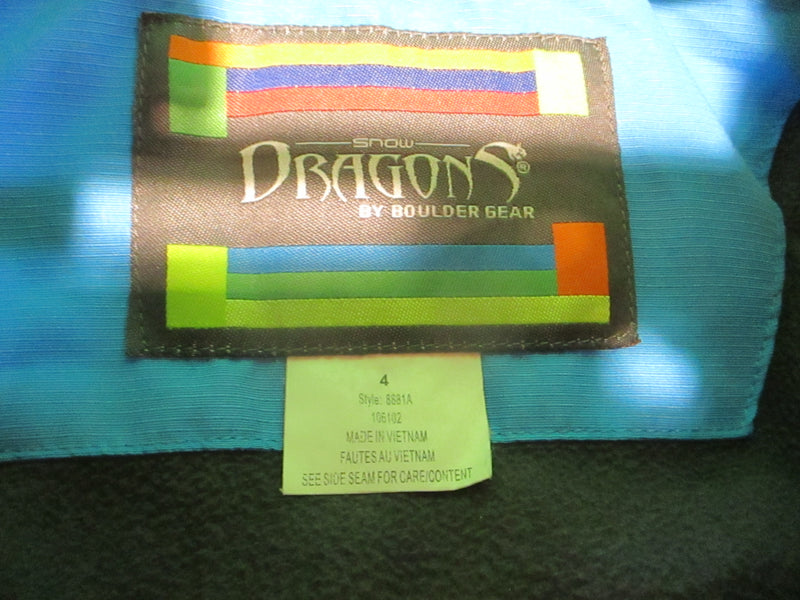 SNOW
DRAGONS®
BY BOULDER GEAR
4
Style: 8881A
106102
MADE IN VIETNAM
FAUTES AU VIETNAM
SEE SIDE SEAM FOR CARE/CONTENT